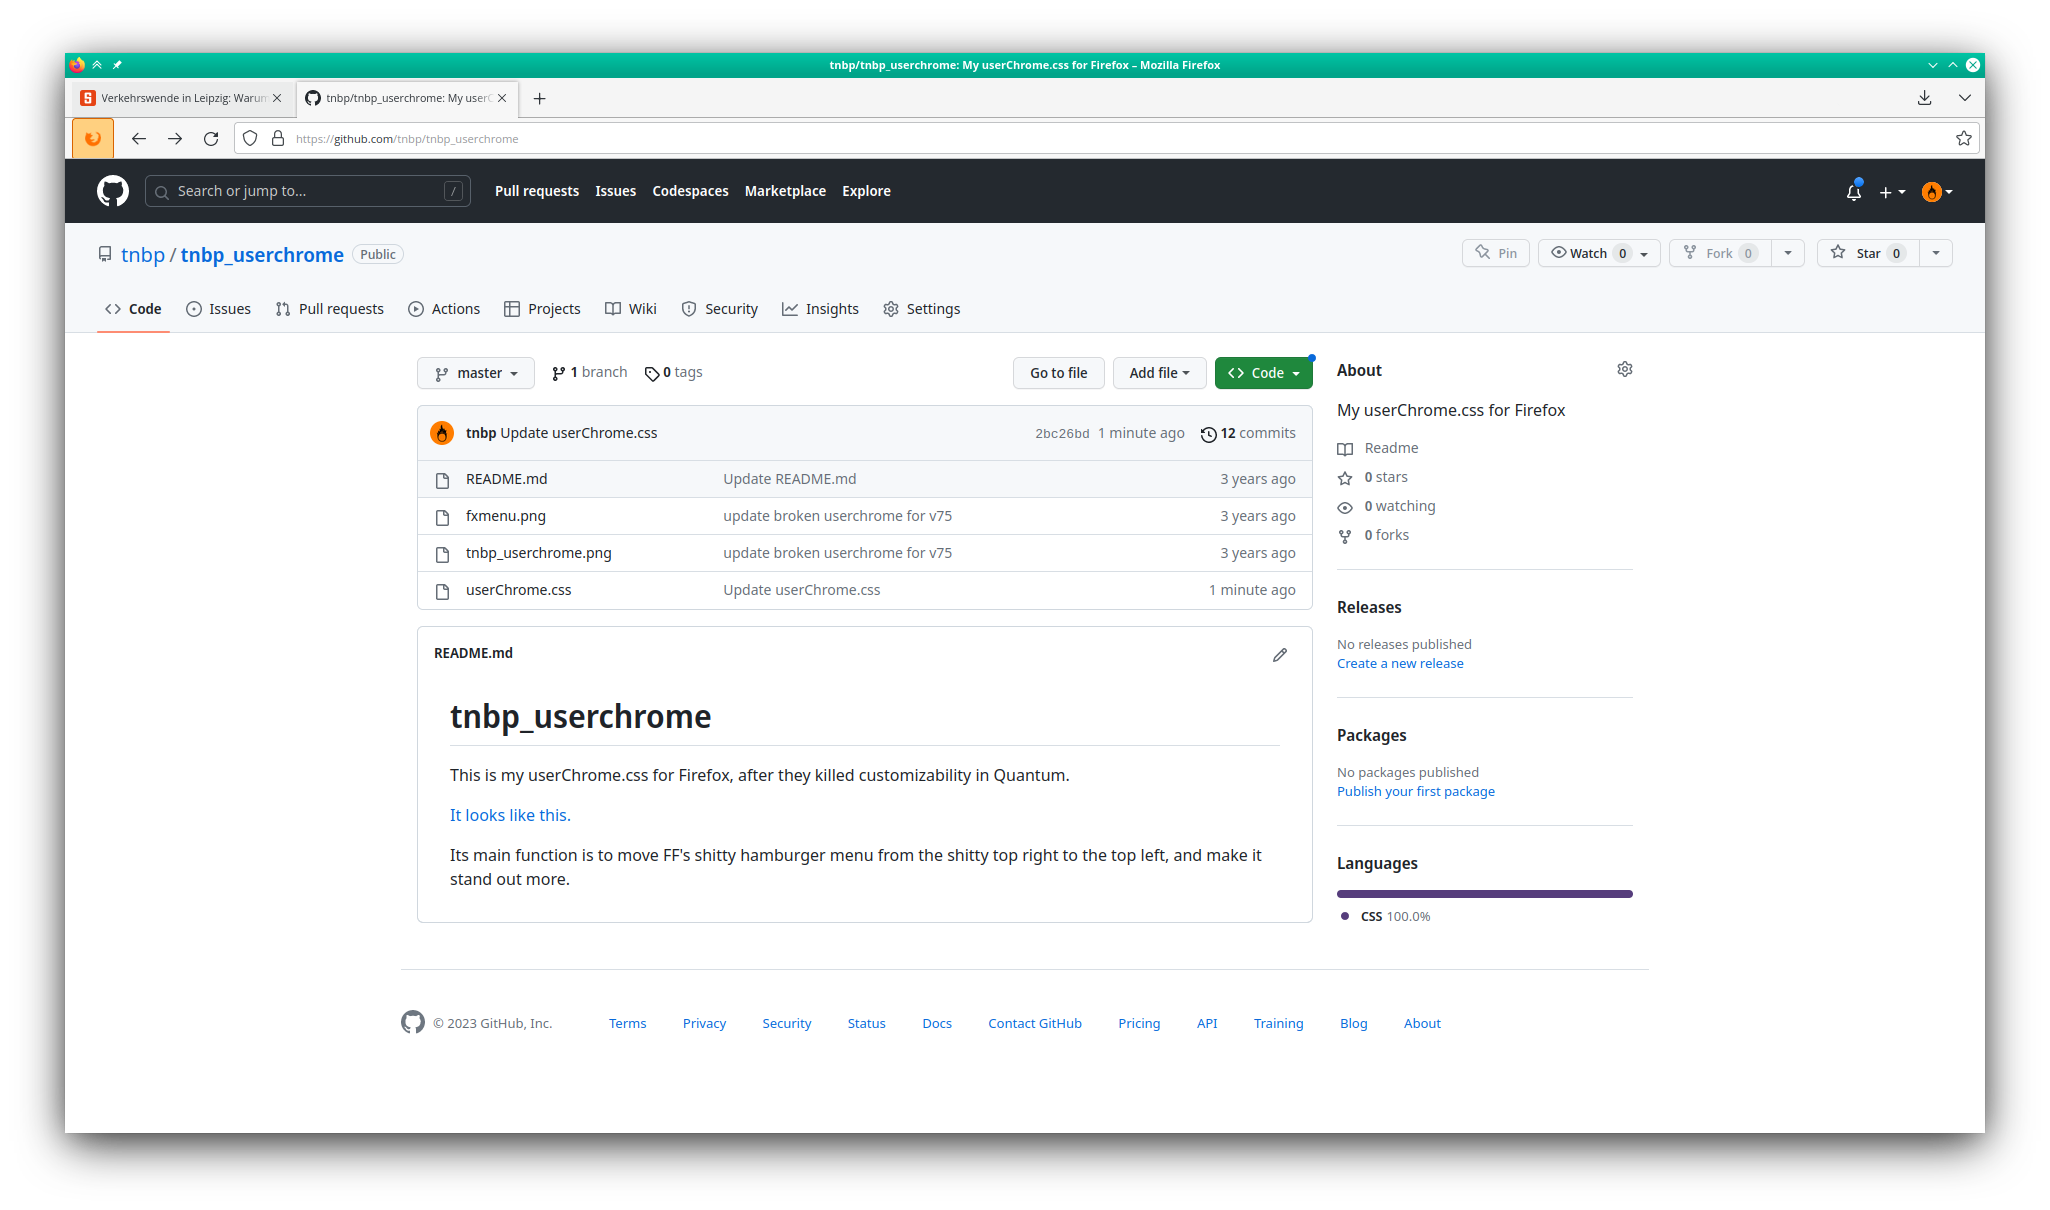 tnbp/tnbp_userchrome: My userChrome.css for Firefox – Mozilla Firefox
Verkehrswende in Leipzig: Warum
tnbp/tnbp_userchrome: My userC
https://github.com/tnbp/tnbp_userchrome
Search or jump to... /
Pull requests Issues Codespaces Marketplace Explore
tnbp / tnbp_userchrome Public
Pin Watch 0 Fork 0 Star 0
Code Issues Pull requests Actions Projects Wiki Security Insights Settings
master 1 branch 0 tags Go to file Add file Code
tnbp Update userChrome.css 2bc26bd 1 minute ago 12 commits
README.md Update README.md 3 years ago
fxmenu.png update broken userchrome for v75 3 years ago
tnbp_userchrome.png update broken userchrome for v75 3 years ago
userChrome.css Update userChrome.css 1 minute ago
README.md
tnbp_userchrome
This is my userChrome.css for Firefox, after they killed customizability in Quantum.
It looks like this.
Its main function is to move FF's shitty hamburger menu from the shitty top right to the top left, and make it
stand out more.
About
My userChrome.css for Firefox
Readme
0 stars
0 watching
0 forks
Releases
No releases published
Create a new release
Packages
No packages published
Publish your first package
Languages
CSS 100.0%
© 2023 GitHub, Inc. Terms Privacy Security Status Docs Contact GitHub Pricing API Training Blog About